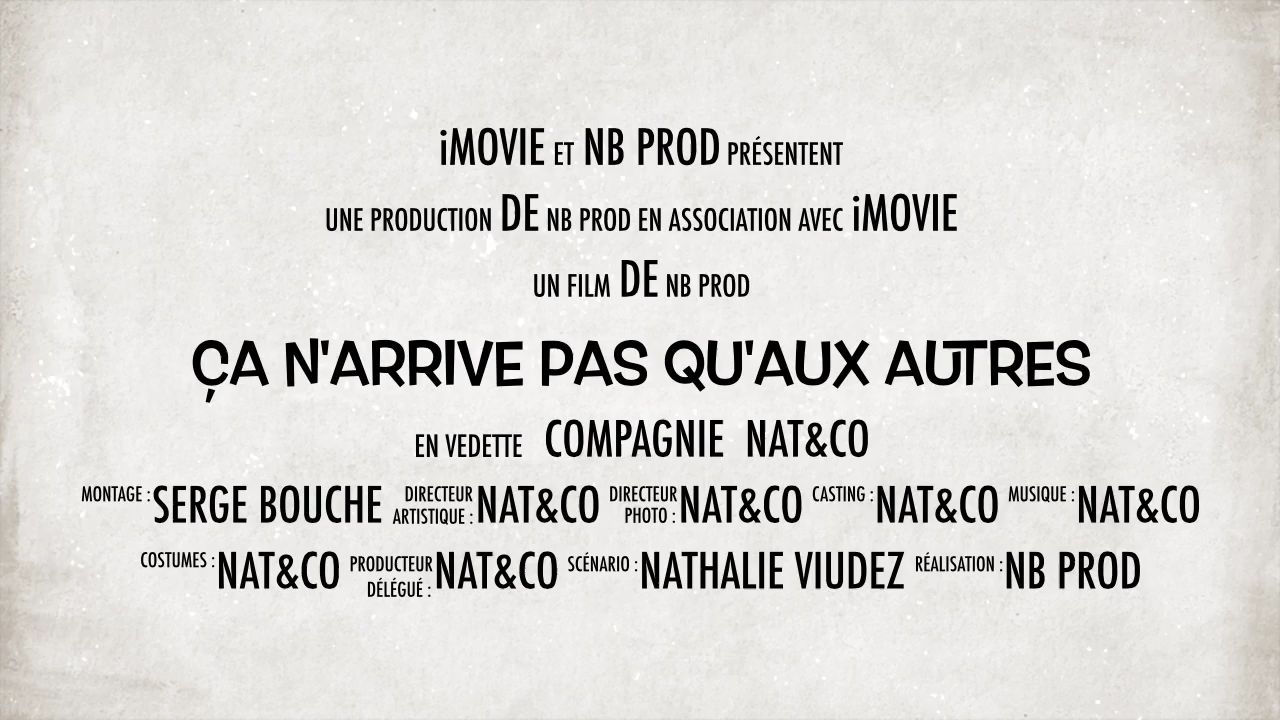 iMOVIE ET NB PROD PRÉSENTENT
UNE PRODUCTION DE NB PROD EN ASSOCIATION AVEC iMOVIE
UN FILM DE NB PROD
ÇA N'ARRIVE PAS QU'AUX AUTRES
EN VEDETTE COMPAGNIE NAT&CO
MONTAGE : SERGE BOUCHE DIRECTEUR ARTISTIQUE : NAT&CO DIRECTEUR PHOTO : NAT&CO CASTING : NAT&CO MUSIQUE : NAT&CO
COSTUMES : NAT&CO PRODUCTEUR DÉLÉGUÉ : NAT&CO SCÉNARIO : NATHALIE VIUDEZ RÉALISATION : NB PROD